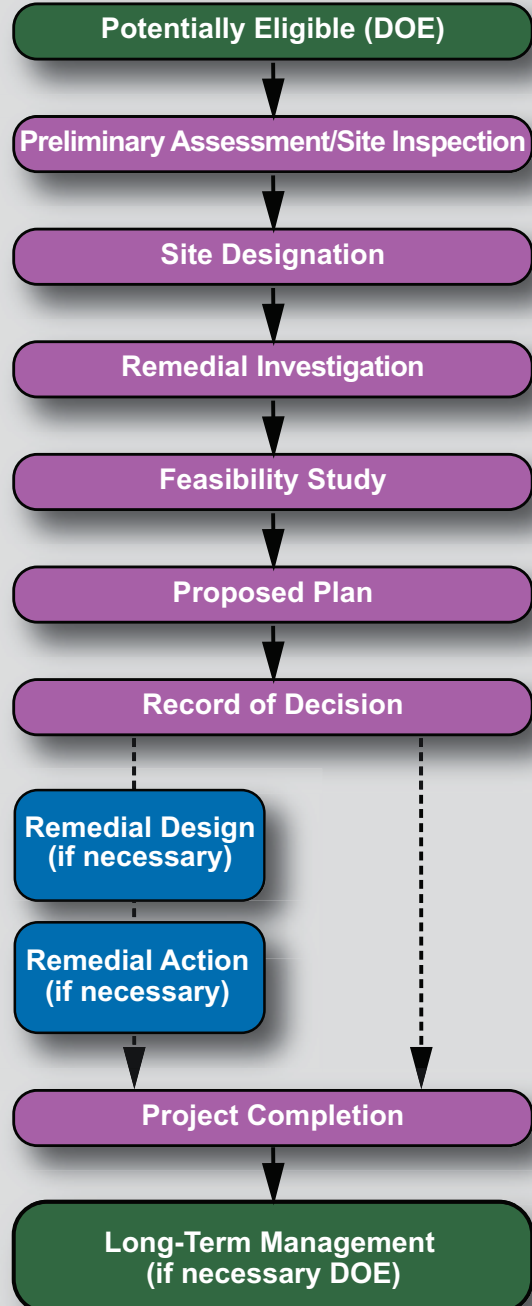 Potentially Eligible (DOE)
Preliminary Assessment/Site Inspection
Site Designation
Remedial Investigation
Feasibility Study
Proposed Plan
Record of Decision
Remedial Design
(if necessary)
Remedial Action
(if necessary)
Project Completion
Long-Term Management
(if necessary DOE)